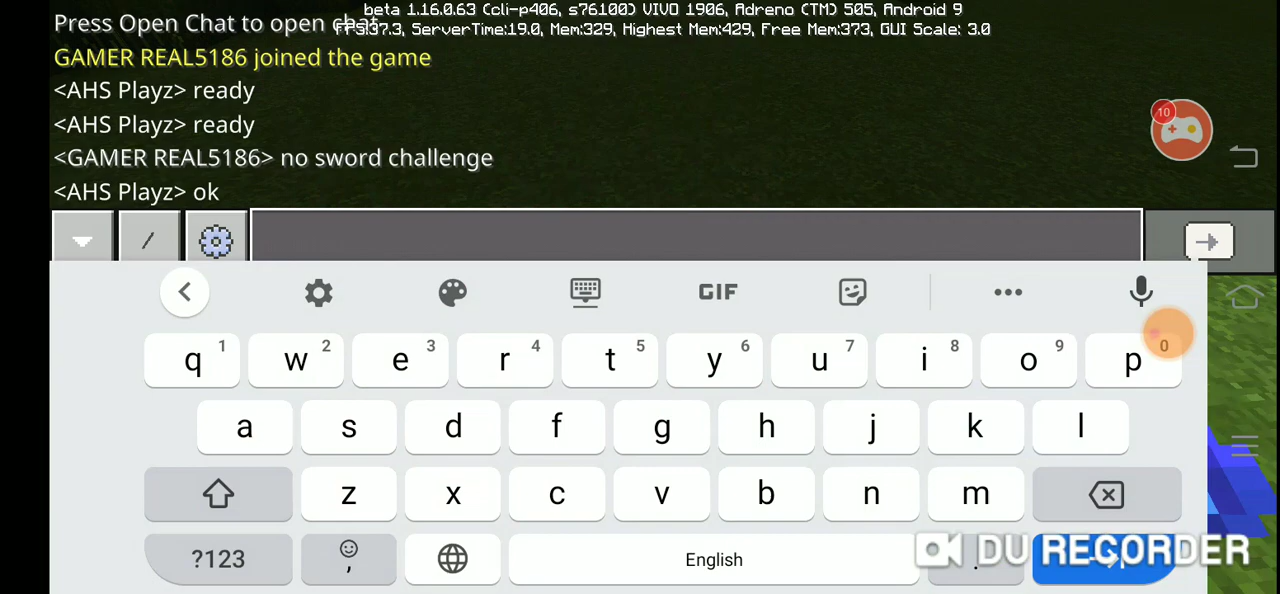 beta 1.16.0.63 (cli-p406, s76100) VIVO 1906, Adreno (TM) 505, Android 9
Press Open Chat to open chat
FPS:37.3, ServerTime:19.0, Mem:329, Highest Mem:429, Free Mem:373, GUI Scale: 3.0
GAMER REAL5186 joined the game
<AHS Playz> ready
<AHS Playz> ready
10
<GAMER REAL5186> no sword challenge
<AHS Playz> ok
/
GIF
q 1 w 2 e 3 r 4 t 5 y 6 u 7 i 8 o 9 p 0
a s d f g h j k l
z x c v b n m
?123 , English .
DU RECORDER